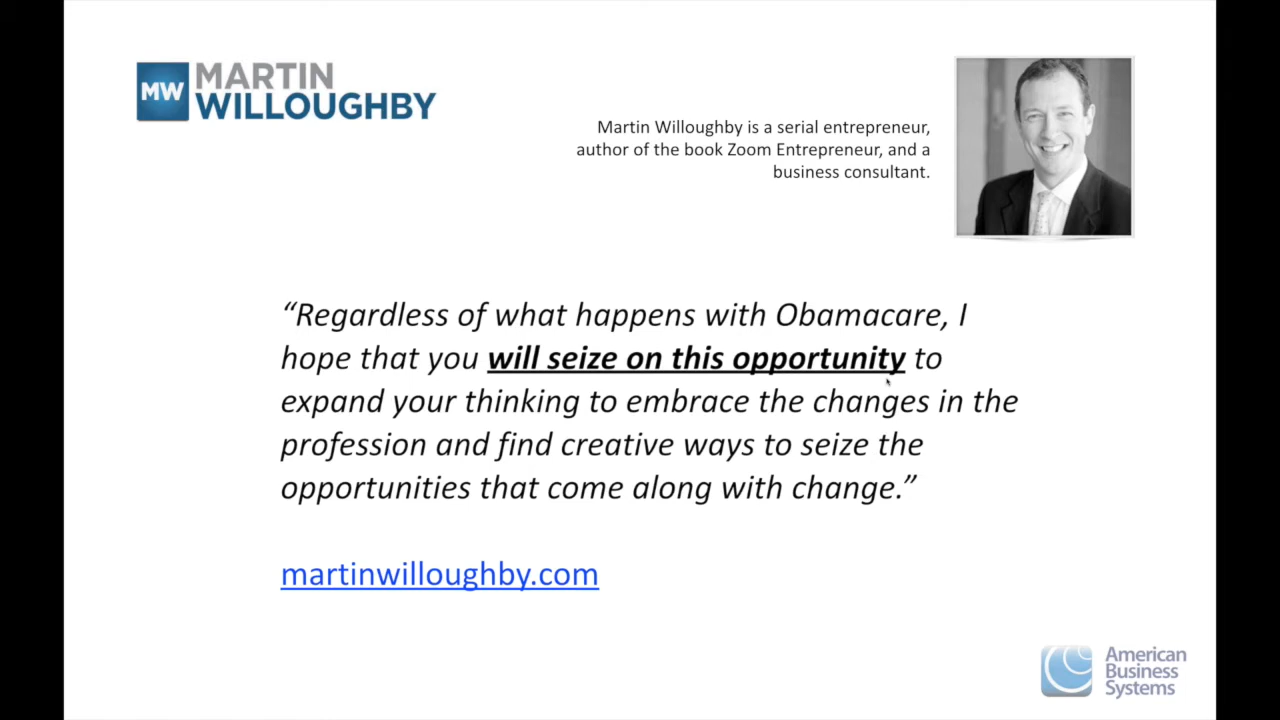 MW
MARTIN
WILLOUGHBY
Martin Willoughby is a serial entrepreneur,
author of the book Zoom Entrepreneur, and a
business consultant.
“Regardless of what happens with Obamacare, I
hope that you will seize on this opportunity to
expand your thinking to embrace the changes in the
profession and find creative ways to seize the
opportunities that come along with change.”
martinwilloughby.com
American
Business
Systems